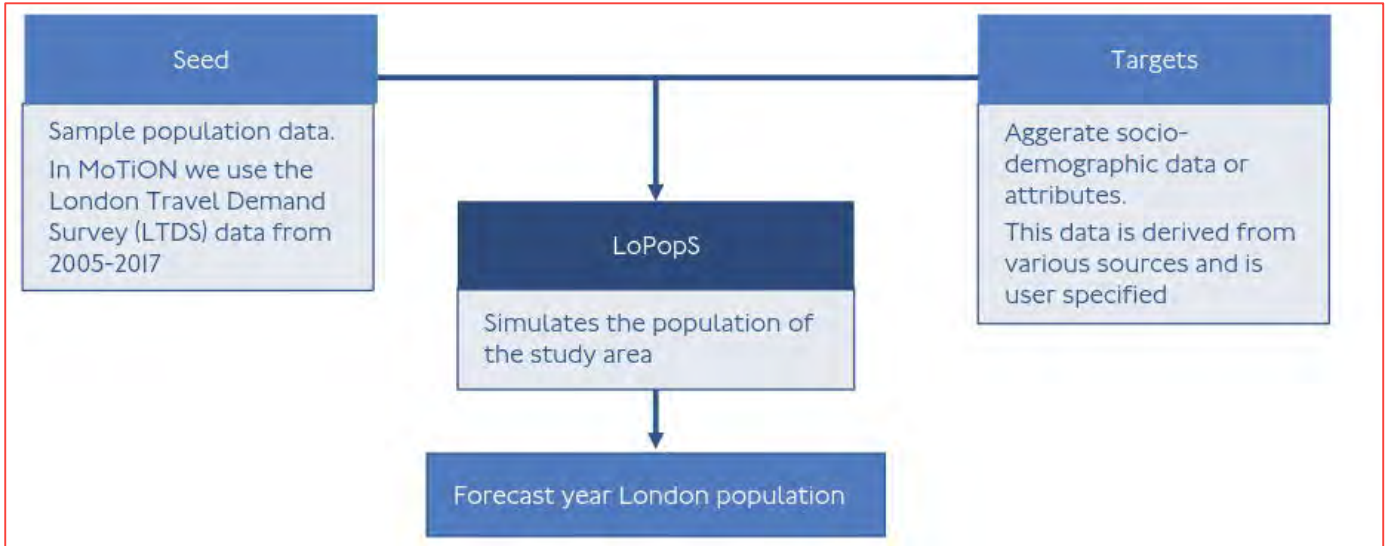 Seed
Sample population data.
In MoTiON we use the
London Travel Demand
Survey (LTDS) data from
2005-2017
Targets
Aggerate socio-
demographic data or
attributes.
This data is derived from
various sources and is
user specified
LoPopS
Simulates the population of
the study area
Forecast year London population